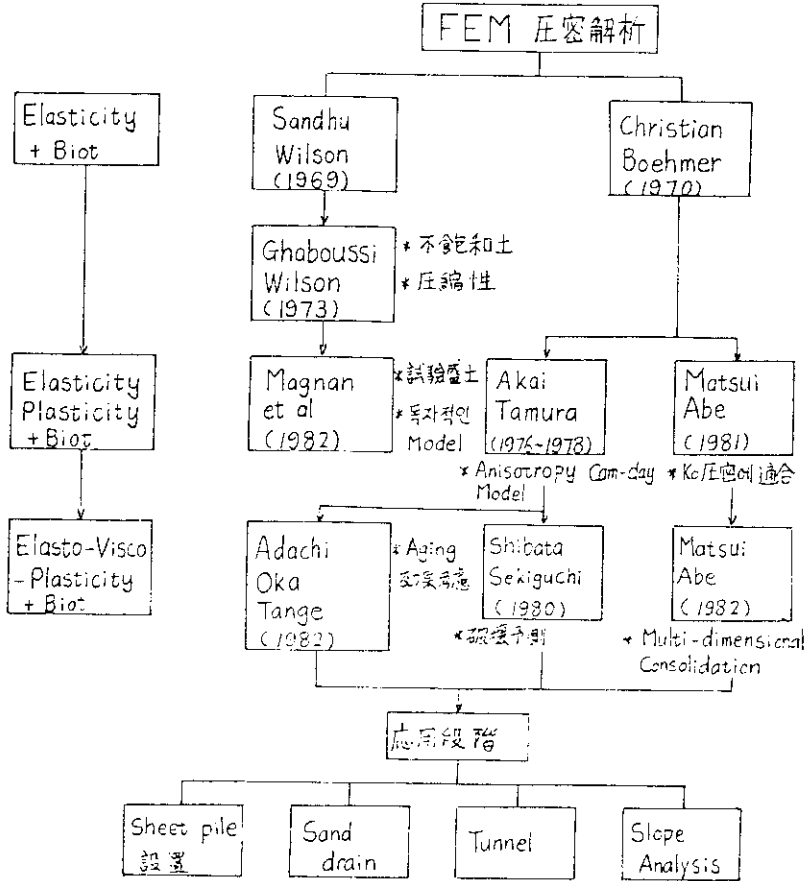 FEM 圧密解析
Elasticity
+ Biot
Sandhu
Wilson
(1969)
Christian
Boehmer
(1970)
Ghaboussi
Wilson
(1973)
* 不飽和土
* 圧縮性
Elasticity
Plasticity
+ Biot
Magnan
et al
(1982)
* 試験盛土
* 독자적인
Model
Akai
Tamura
(1976~1978)
* Anisotropy Cam-day
Model
Matsui
Abe
(1981)
* Ko圧密에 適合
Elasto-Visco
-Plasticity
+ Biot
Adachi
Oka
Tange
(1982)
* Aging
Shibata
Sekiguchi
(1980)
* 破壊予測
Matsui
Abe
(1982)
* Multi-dimensional
Consolidation
応用段階
Sheet pile
設置
Sand
drain
Tunnel
Slope
Analysis